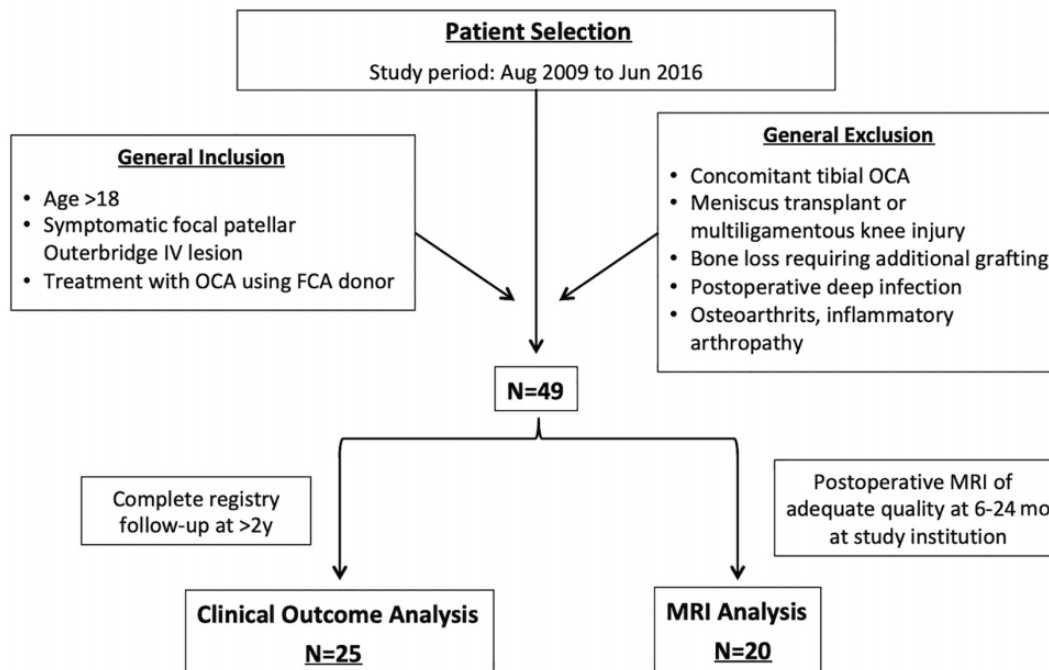 Patient Selection
Study period: Aug 2009 to Jun 2016
General Inclusion
• Age >18
• Symptomatic focal patellar
Outerbridge IV lesion
• Treatment with OCA using FCA donor
General Exclusion
• Concomitant tibial OCA
• Meniscus transplant or
multiligamentous knee injury
• Bone loss requiring additional grafting
• Postoperative deep infection
• Osteoarthrits, inflammatory
arthropathy
N=49
Complete registry
follow-up at >2y
Postoperative MRI of
adequate quality at 6-24 mo
at study institution
Clinical Outcome Analysis
N=25
MRI Analysis
N=20